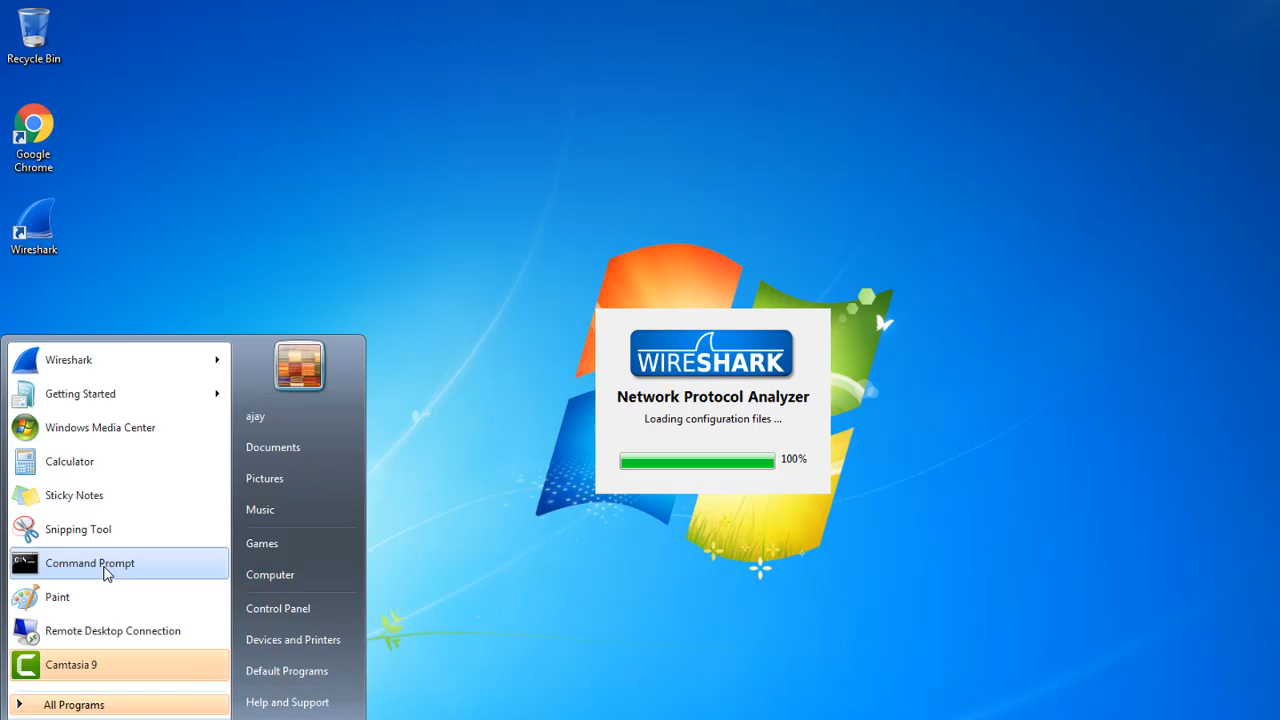 Recycle Bin
Google
Chrome
Wireshark
Wireshark
Getting Started
Windows Media Center
Calculator
Sticky Notes
Snipping Tool
C:\
Command Prompt
Paint
Remote Desktop Connection
Camtasia 9
All Programs
ajay
Documents
Pictures
Music
Games
Computer
Control Panel
Devices and Printers
Default Programs
Help and Support
WIRESHARK
Network Protocol Analyzer
Loading configuration files ...
100%